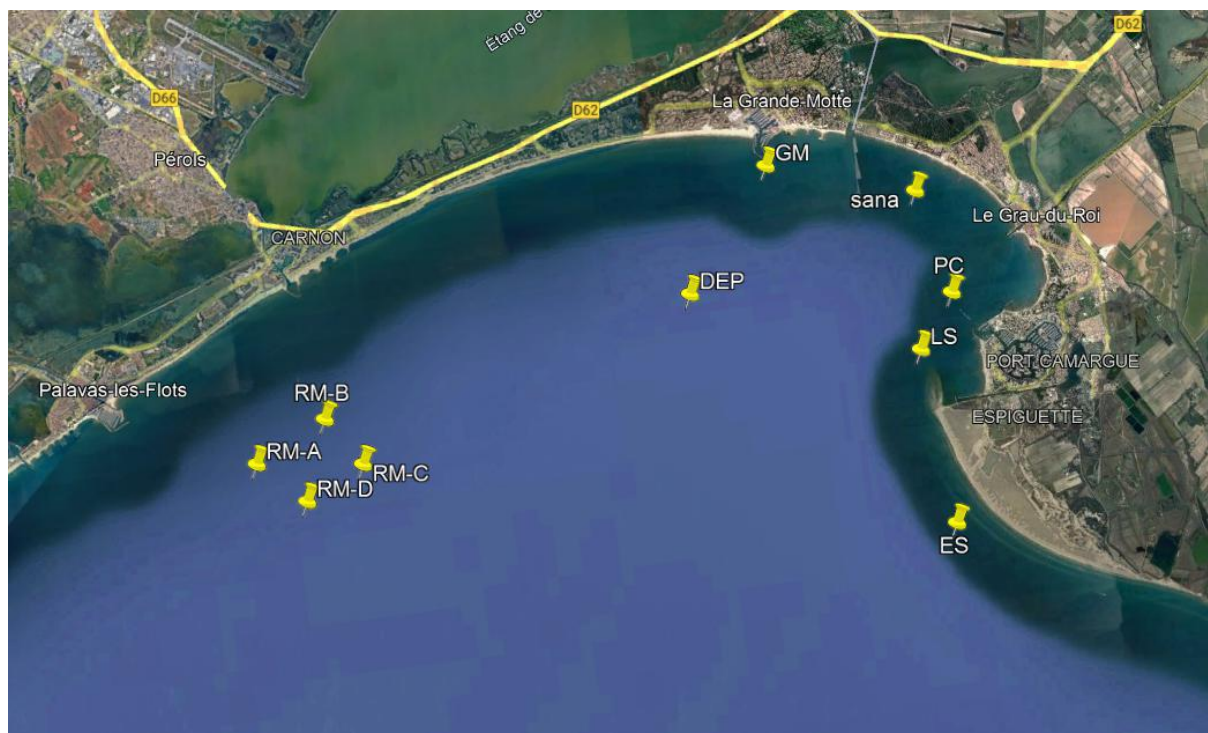 D62
Étang de
D66
La Grande-Motte
D62
Pérols
GM
sana
Le Grau-du-Roi
CARNON
PC
DEP
LS
PORT CAMARGUE
Palavas-les-Flots
RM-B
ESPIGUETTE
RM-A
RM-C
RM-D
ES